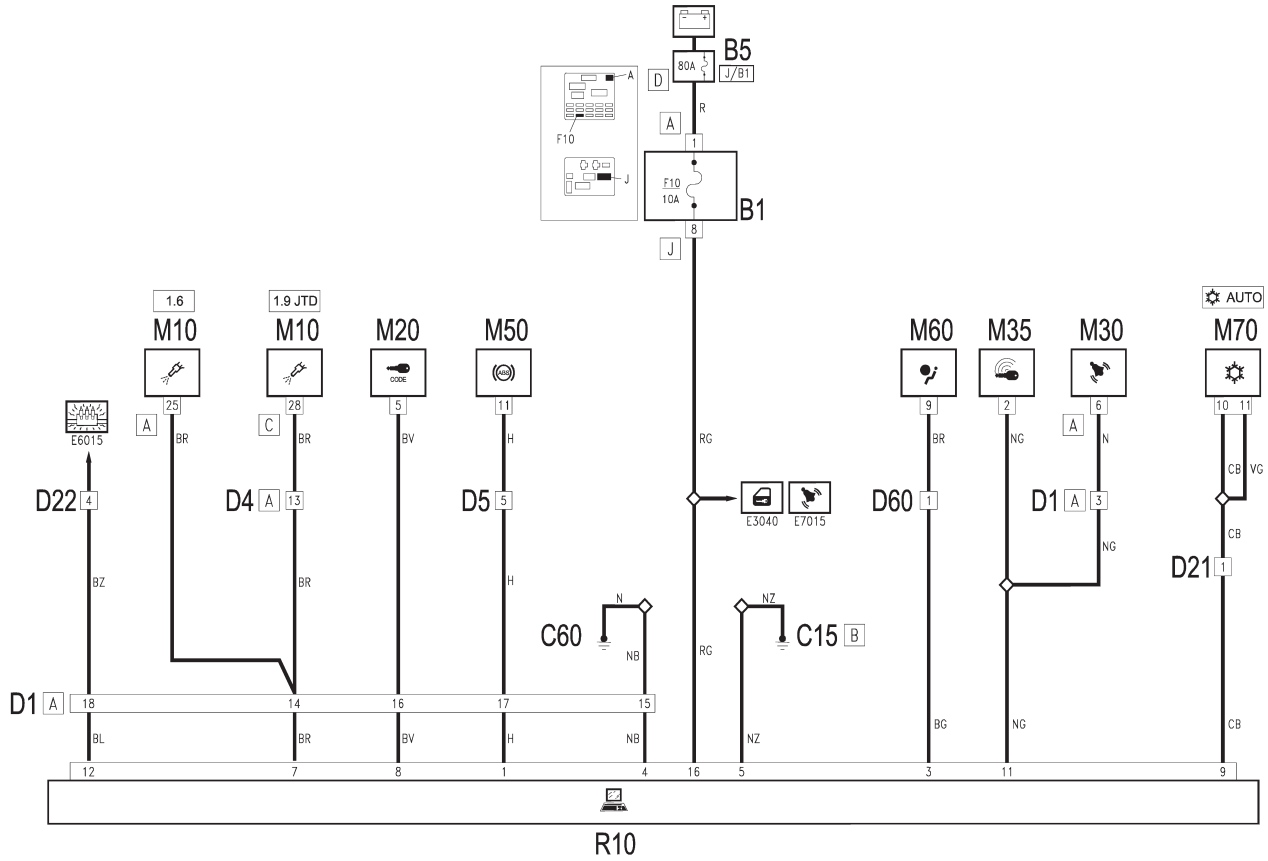 − +
B5
80A
J/B1
D
A
R
F10
A
1
F10
10A
B1
J
8
J
1.6
1.9 JTD
AUTO
M10
M10
M20
M50
M60
M35
M30
M70
CODE
ABS
25
28
5
11
9
2
6
10 11
A
C
A
E6015
BR
BR
BV
H
RG
BR
NG
N
CB
VG
D22
4
D4
A
13
D5
5
E3040
E7015
D60
1
D1
A
3
CB
NG
D21
1
BZ
BR
H
N
NZ
C60
C15
B
NB
RG
D1
A
18
14
16
17
15
BL
BR
BV
H
NB
NZ
BG
NG
CB
12
7
8
1
4
16
5
3
11
9
R10